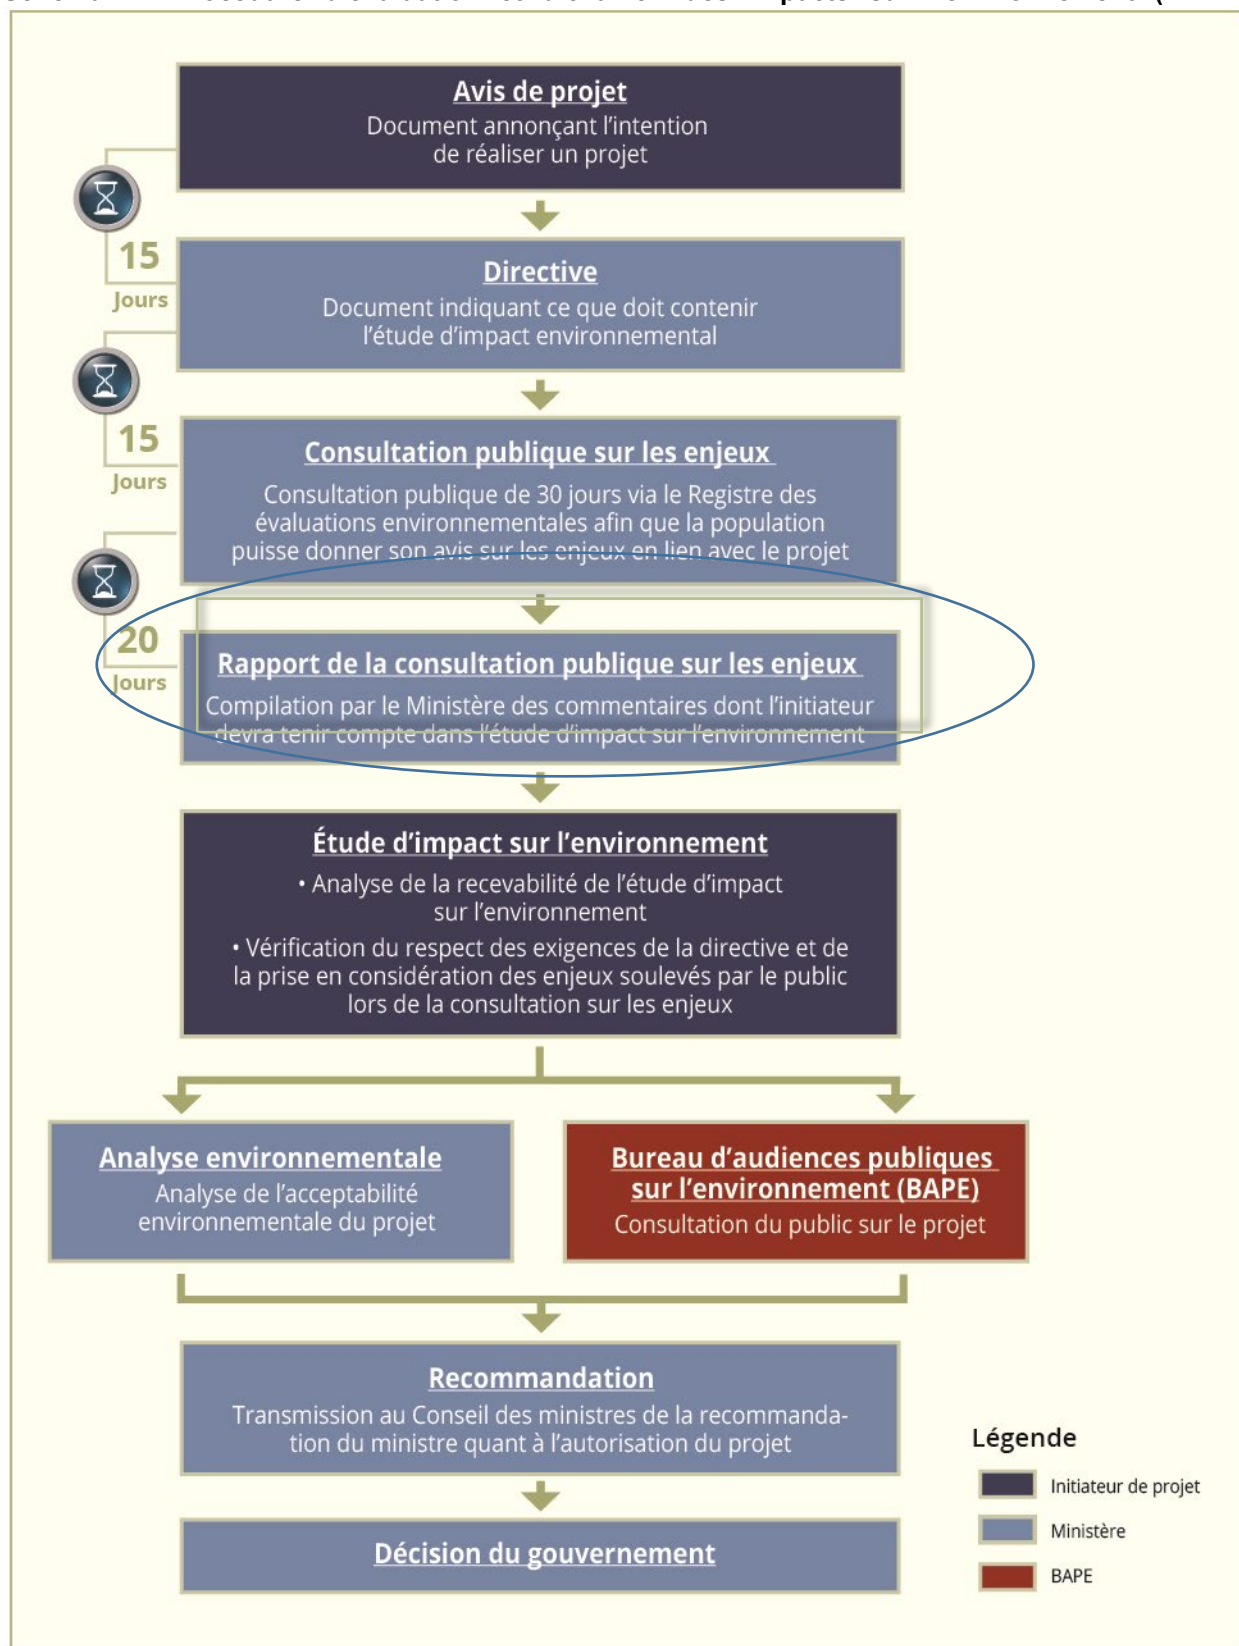 Avis de projet
Document annonçant l'intention
de réaliser un projet
15
Jours
Directive
Document indiquant ce que doit contenir
l'étude d'impact environnemental
15
Jours
Consultation publique sur les enjeux
Consultation publique de 30 jours via le Registre des
évaluations environnementales afin que la population
puisse donner son avis sur les enjeux en lien avec le projet
20
Jours
Rapport de la consultation publique sur les enjeux
Compilation par le Ministère des commentaires dont l'initiateur
devra tenir compte dans l'étude d'impact sur l'environnement
Étude d'impact sur l'environnement
• Analyse de la recevabilité de l'étude d'impact
sur l'environnement
• Vérification du respect des exigences de la directive et de
la prise en considération des enjeux soulevés par le public
lors de la consultation sur les enjeux
Analyse environnementale
Analyse de l'acceptabilité
environnementale du projet
Bureau d'audiences publiques
sur l'environnement (BAPE)
Consultation du public sur le projet
Recommandation
Transmission au Conseil des ministres de la recommanda-
tion du ministre quant à l'autorisation du projet
Décision du gouvernement
Légende
Initiateur de projet
Ministère
BAPE